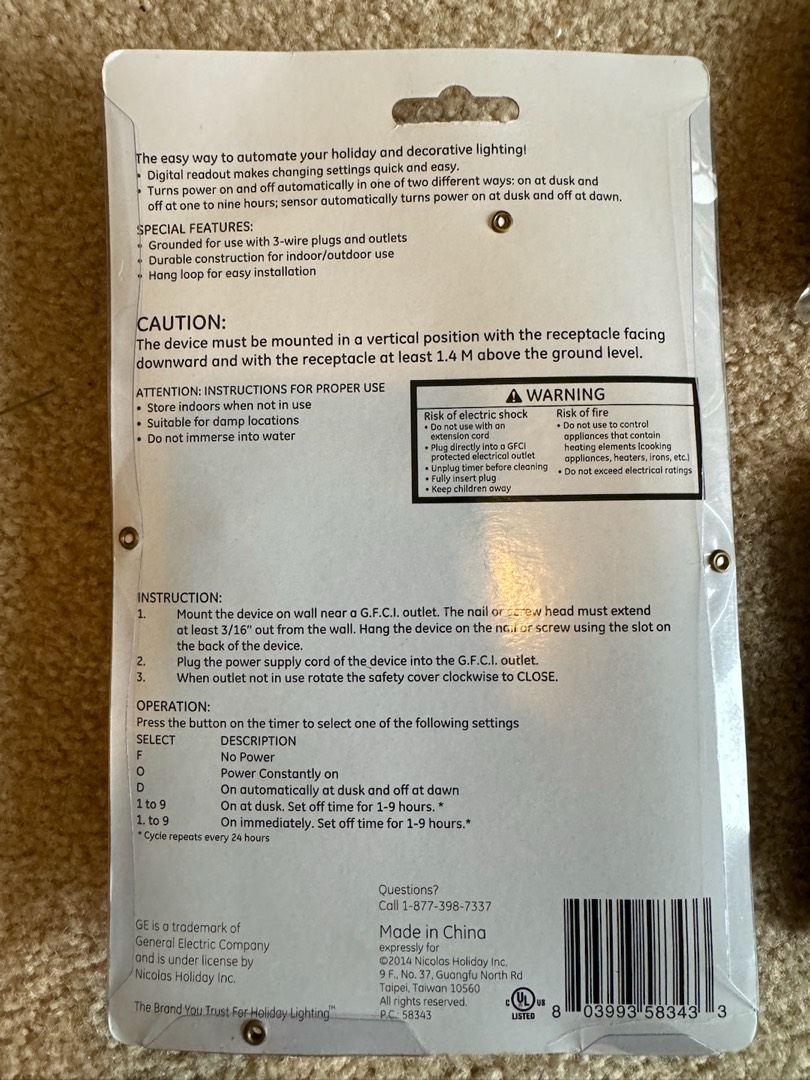 The easy way to automate your holiday and decorative lighting!
• Digital readout makes changing settings quick and easy.
• Turns power on and off automatically in one of two different ways: on at dusk and
off at one to nine hours; sensor automatically turns power on at dusk and off at dawn.
SPECIAL FEATURES:
• Grounded for use with 3-wire plugs and outlets
• Durable construction for indoor/outdoor use
• Hang loop for easy installation
CAUTION:
The device must be mounted in a vertical position with the receptacle facing
downward and with the receptacle at least 1.4 M above the ground level.
ATTENTION: INSTRUCTIONS FOR PROPER USE
• Store indoors when not in use
• Suitable for damp locations
• Do not immerse into water
WARNING
Risk of electric shock
• Do not use with an
extension cord
• Plug directly into a GFCI
protected electrical outlet
• Unplug timer before cleaning
• Fully insert plug
• Keep children away
Risk of fire
• Do not use to control
appliances that contain
heating elements (cooking
appliances, heaters, irons, etc.)
• Do not exceed electrical ratings
INSTRUCTION:
1. Mount the device on wall near a G.F.C.I. outlet. The nail or screw head must extend
at least 3/16" out from the wall. Hang the device on the nail or screw using the slot on
the back of the device.
2. Plug the power supply cord of the device into the G.F.C.I. outlet.
3. When outlet not in use rotate the safety cover clockwise to CLOSE.
OPERATION:
Press the button on the timer to select one of the following settings
SELECT DESCRIPTION
F No Power
O Power Constantly on
D On automatically at dusk and off at dawn
1 to 9 On at dusk. Set off time for 1-9 hours. *
1. to 9 On immediately. Set off time for 1-9 hours.*
* Cycle repeats every 24 hours
GE is a trademark of
General Electric Company
and is under license by
Nicolas Holiday Inc.
The Brand You Trust For Holiday Lighting™
Questions?
Call 1-877-398-7337
Made in China
expressly for
©2014 Nicolas Holiday Inc.
9 F., No. 37, Guangfu North Rd
Taipei, Taiwan 10560
All rights reserved.
P.C.: 58343
C UL US
LISTED
8 03993 58343 3